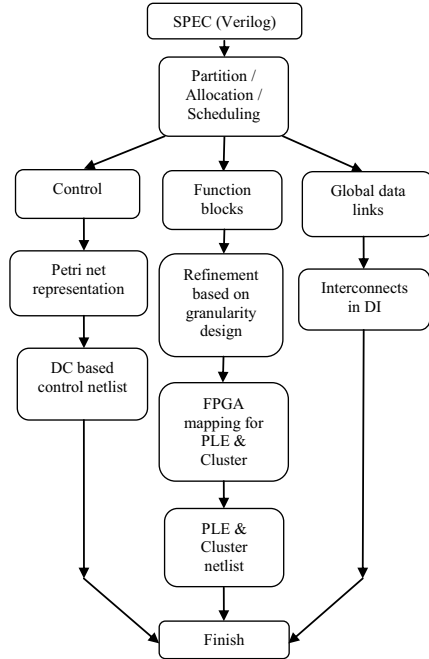 SPEC (Verilog)
Partition /
Allocation /
Scheduling
Control
Function
blocks
Global data
links
Petri net
representation
Refinement
based on
granularity
design
Interconnects
in DI
DC based
control netlist
FPGA
mapping for
PLE &
Cluster
PLE &
Cluster
netlist
Finish